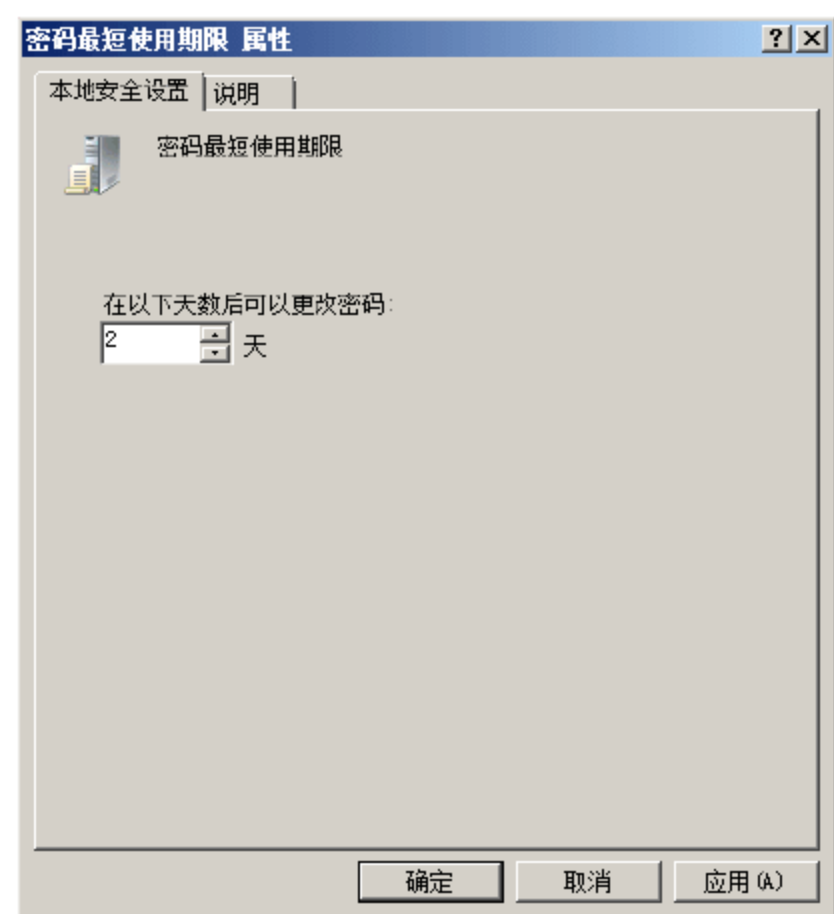 密码最短使用期限 属性
本地安全设置 说明
密码最短使用期限
在以下天数后可以更改密码:
2 天
确定 取消 应用(A)